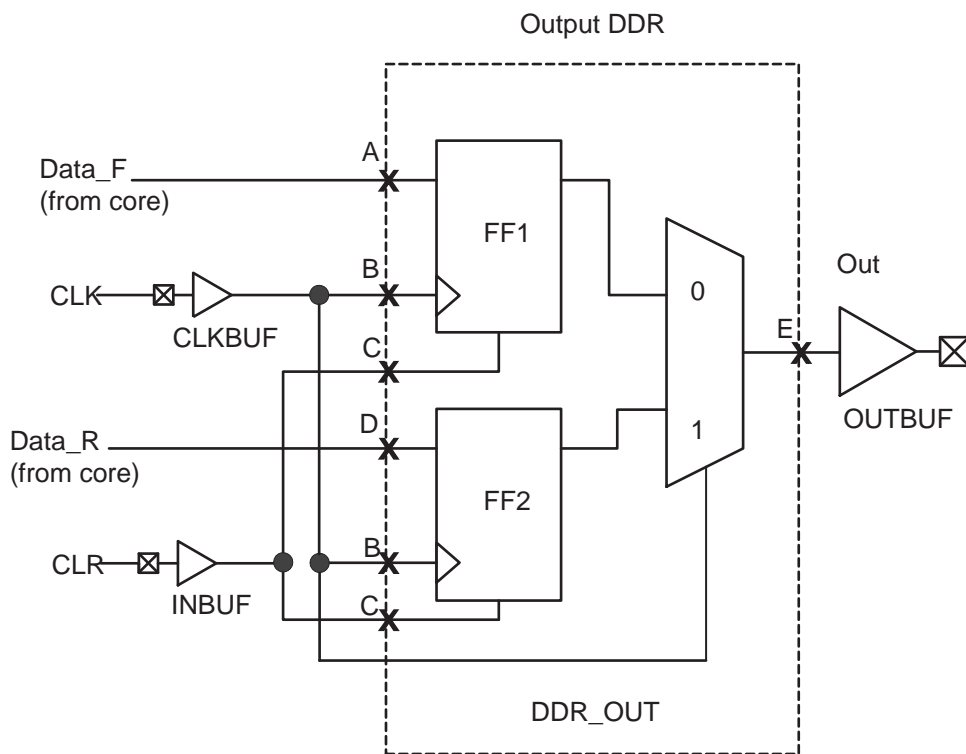 Output DDR
A
Data_F
(from core)
FF1
B
CLK
CLKBUF
0
Out
C
E
D
Data_R
(from core)
1
OUTBUF
FF2
B
CLR
INBUF
C
DDR_OUT